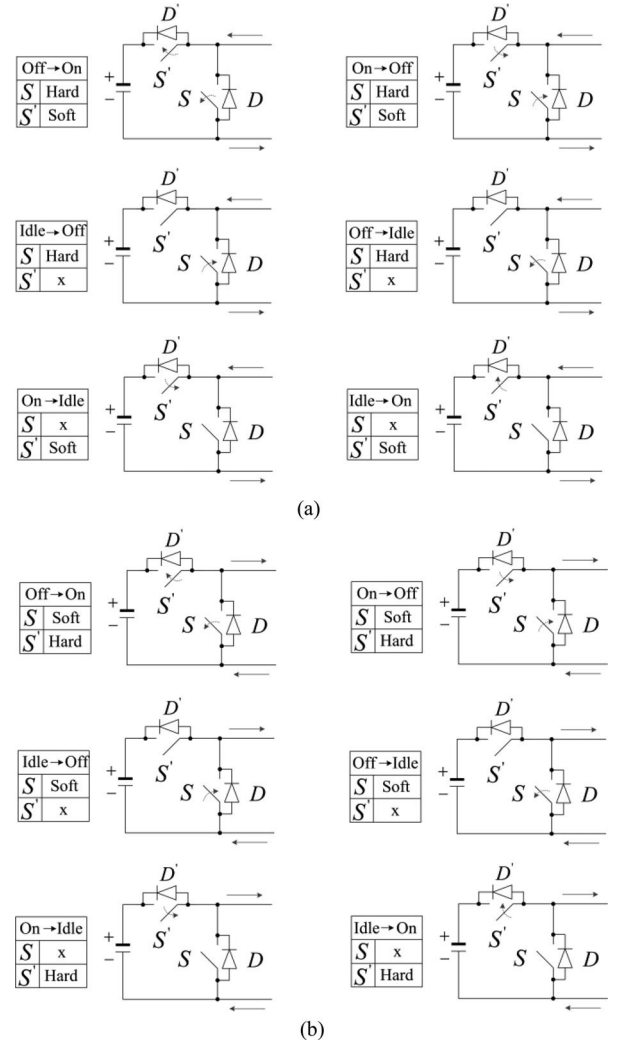 D'
Off→On
S Hard
S' Soft
+
−
S'
S
D
D'
On→Off
S Hard
S' Soft
+
−
S'
S
D
D'
Idle→Off
S Hard
S' x
+
−
S'
S
D
D'
Off→Idle
S Hard
S' x
+
−
S'
S
D
D'
On→Idle
S x
S' Soft
+
−
S'
S
D
D'
Idle→On
S x
S' Soft
+
−
S'
S
D
(a)
D'
Off→On
S Soft
S' Hard
+
−
S'
S
D
D'
On→Off
S Soft
S' Hard
+
−
S'
S
D
D'
Idle→Off
S Soft
S' x
+
−
S'
S
D
D'
Off→Idle
S Soft
S' x
+
−
S'
S
D
D'
On→Idle
S x
S' Hard
+
−
S'
S
D
D'
Idle→On
S x
S' Hard
+
−
S'
S
D
(b)